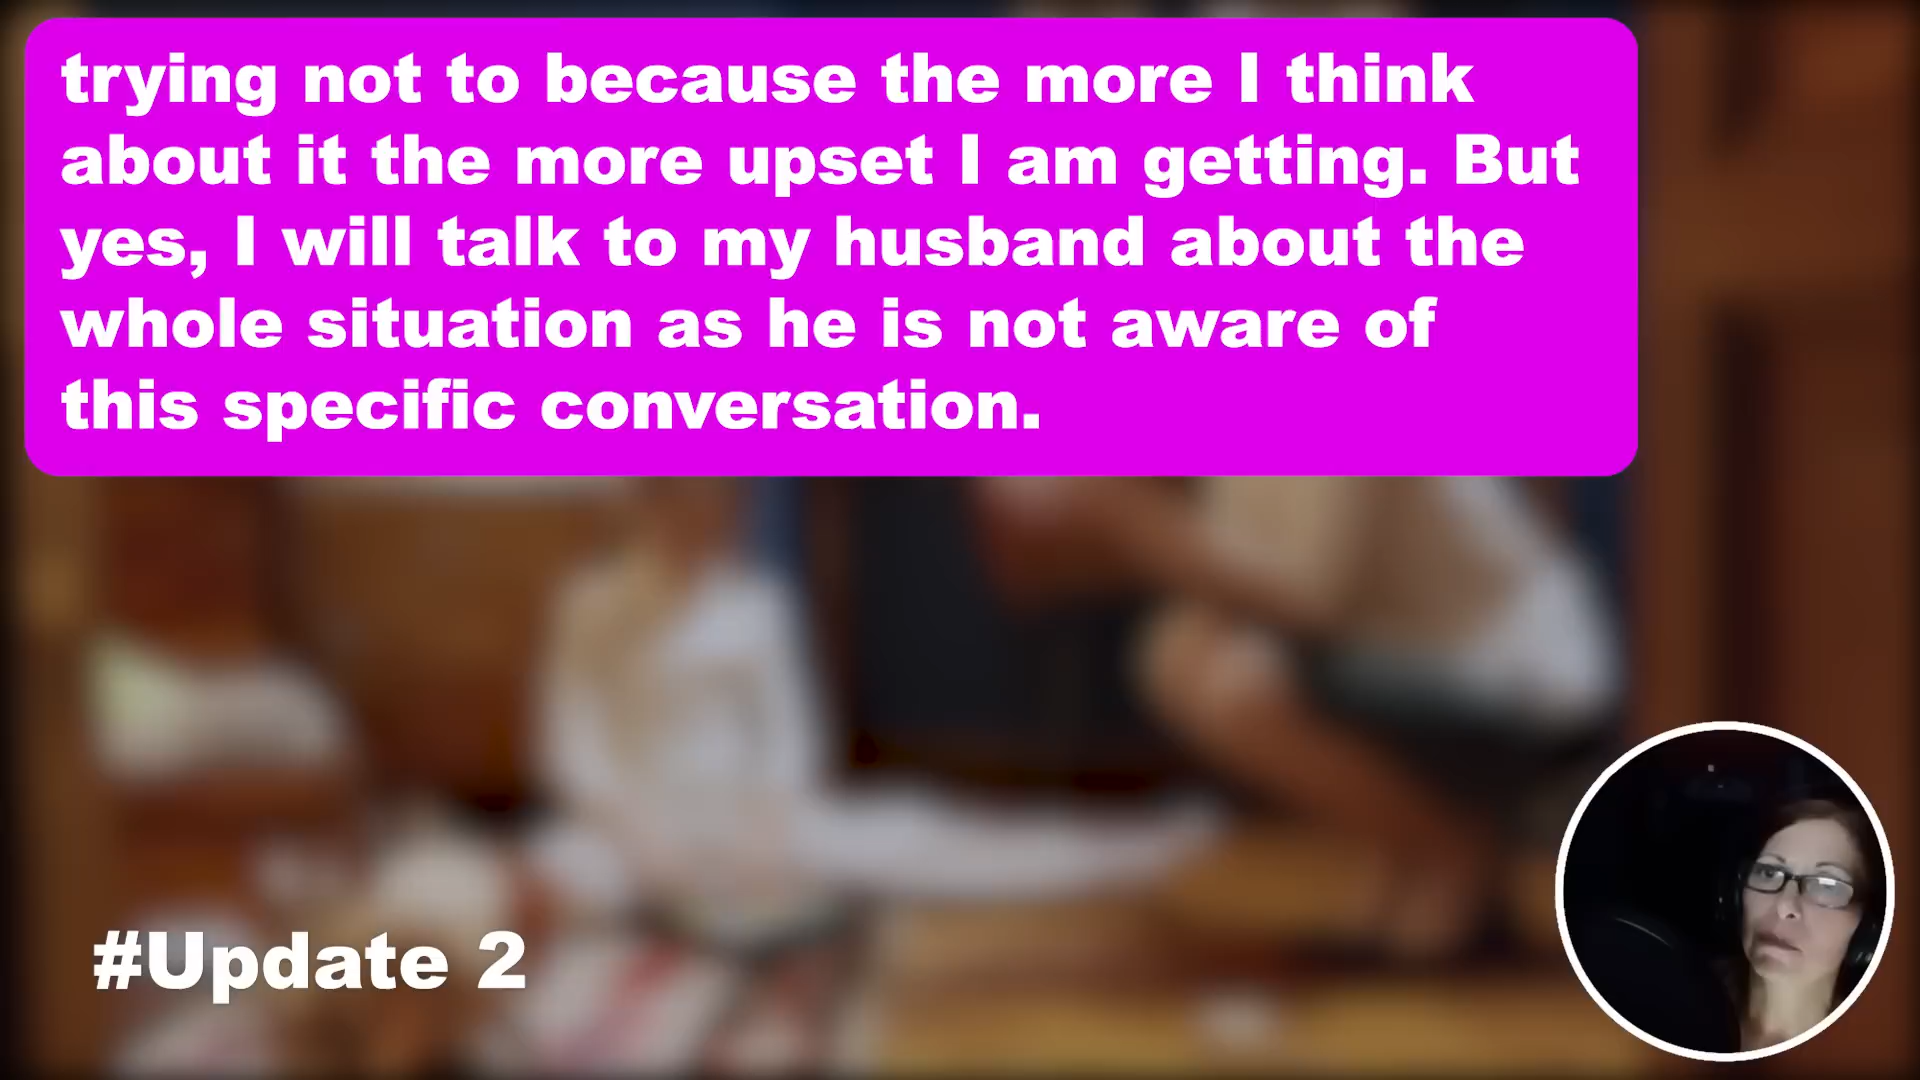 trying not to because the more I think
about it the more upset I am getting. But
yes, I will talk to my husband about the
whole situation as he is not aware of
this specific conversation.
#Update 2